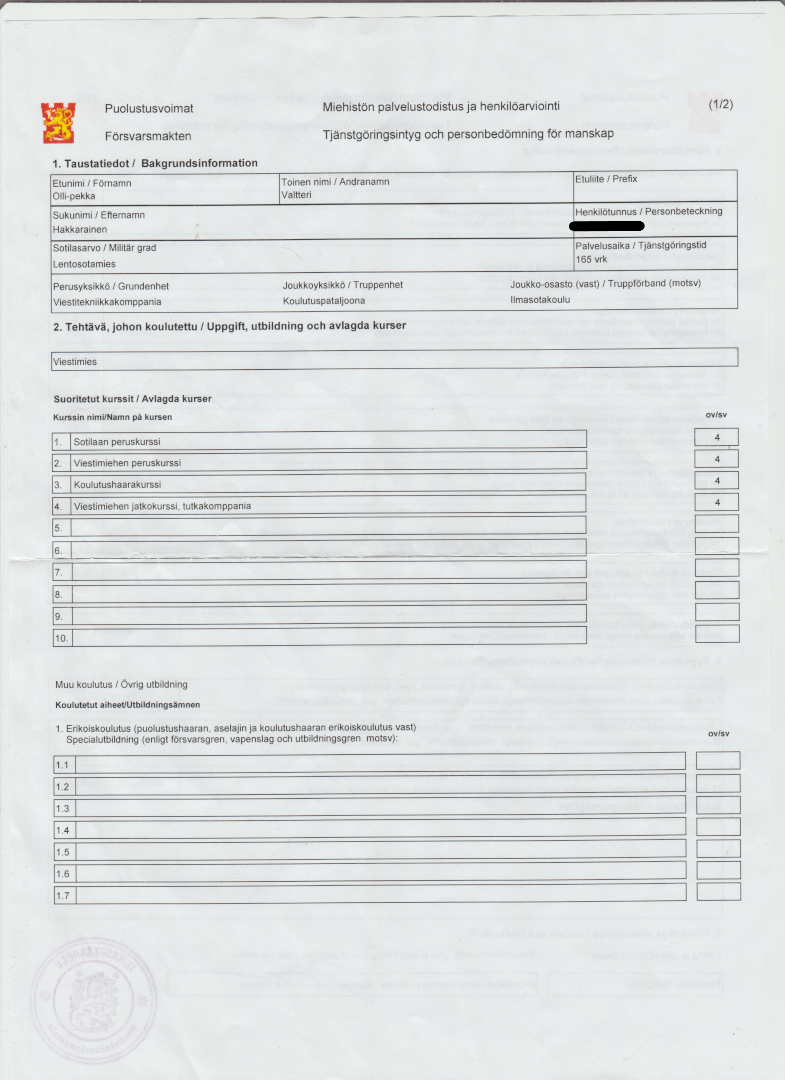 Puolustusvoimat
Miehistön palvelustodistus ja henkilöarviointi
(1/2)
Försvarsmakten
Tjänstgöringsintyg och personbedömning för manskap
1. Taustatiedot / Bakgrundsinformation
Etunimi / Förnamn
Olli-pekka
Toinen nimi / Andranamn
Valtteri
Etuliite / Prefix
Sukunimi / Efternamn
Hakkarainen
Henkilötunnus / Personbeteckning
Sotilasarvo / Militär grad
Lentosotamies
Palvelusaika / Tjänstgöringstid
165 vrk
Perusyksikkö / Grundenhet
Viestitekniikkakomppania
Joukkoyksikkö / Truppenhet
Koulutuspataljoona
Joukko-osasto (vast) / Truppförband (motsv)
Ilmasotakoulu
2. Tehtävä, johon koulutettu / Uppgift, utbildning och avlagda kurser
Viestimies
Suoritetut kurssit / Avlagda kurser
Kurssin nimi/Namn på kursen
ov/sv
1. Sotilaan peruskurssi 4
2. Viestimiehen peruskurssi 4
3. Koulutushaarakurssi 4
4. Viestimiehen jatkokurssi, tutkakomppania 4
5.
6.
7.
8.
9.
10.
Muu koulutus / Övrig utbildning
Koulutetut aiheet/Utbildningsämnen
1. Erikoiskoulutus (puolustushaaran, aselajin ja koulutushaaran erikoiskoulutus vast)
Specialutbildning (enligt försvarsgren, vapenslag och utbildningsgren motsv):
ov/sv
1.1
1.2
1.3
1.4
1.5
1.6
1.7